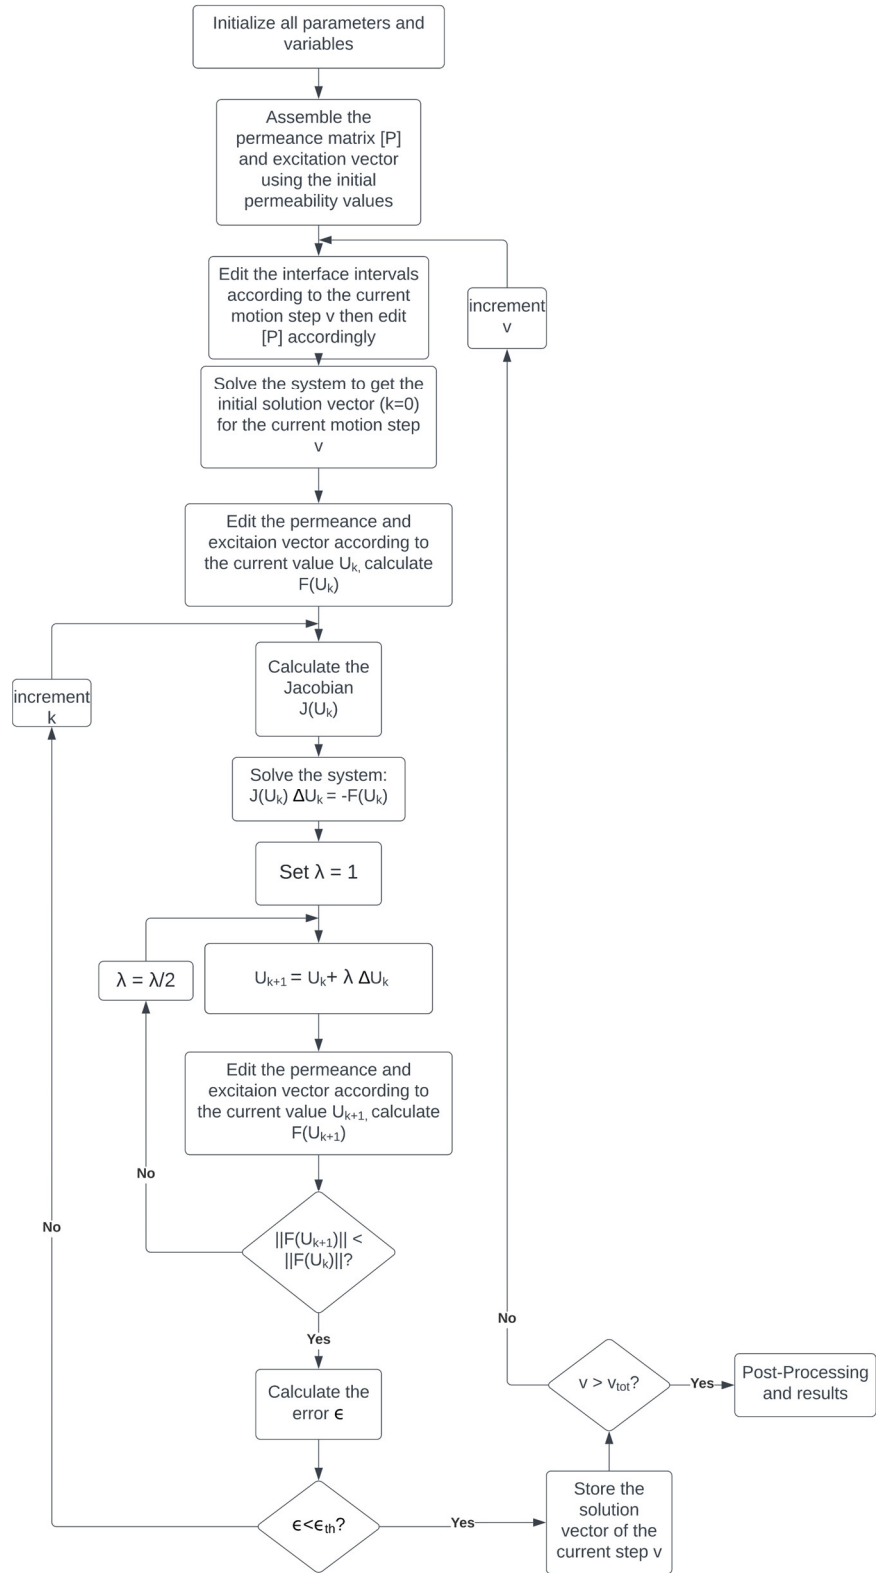 Initialize all parameters and
variables
Assemble the
permeance matrix [P]
and excitation vector
using the initial
permeability values
Edit the interface intervals
according to the current
motion step v then edit
[P] accordingly
increment
v
Solve the system to get the
initial solution vector (k=0)
for the current motion step
v
Edit the permeance and
excitaion vector according to
the current value Uₖ, calculate
F(Uₖ)
increment
k
Calculate the
Jacobian
J(Uₖ)
Solve the system:
J(Uₖ) ΔUₖ = -F(Uₖ)
Set λ = 1
λ = λ/2
Uₖ₊₁ = Uₖ+ λ ΔUₖ
Edit the permeance and
excitaion vector according to
the current value Uₖ₊₁, calculate
F(Uₖ₊₁)
No
No
||F(Uₖ₊₁)|| <
||F(Uₖ)||?
Yes
No
Calculate the
error ϵ
v > vtot?
Yes
Post-Processing
and results
ϵ<ϵth?
Yes
Store the
solution
vector of the
current step v